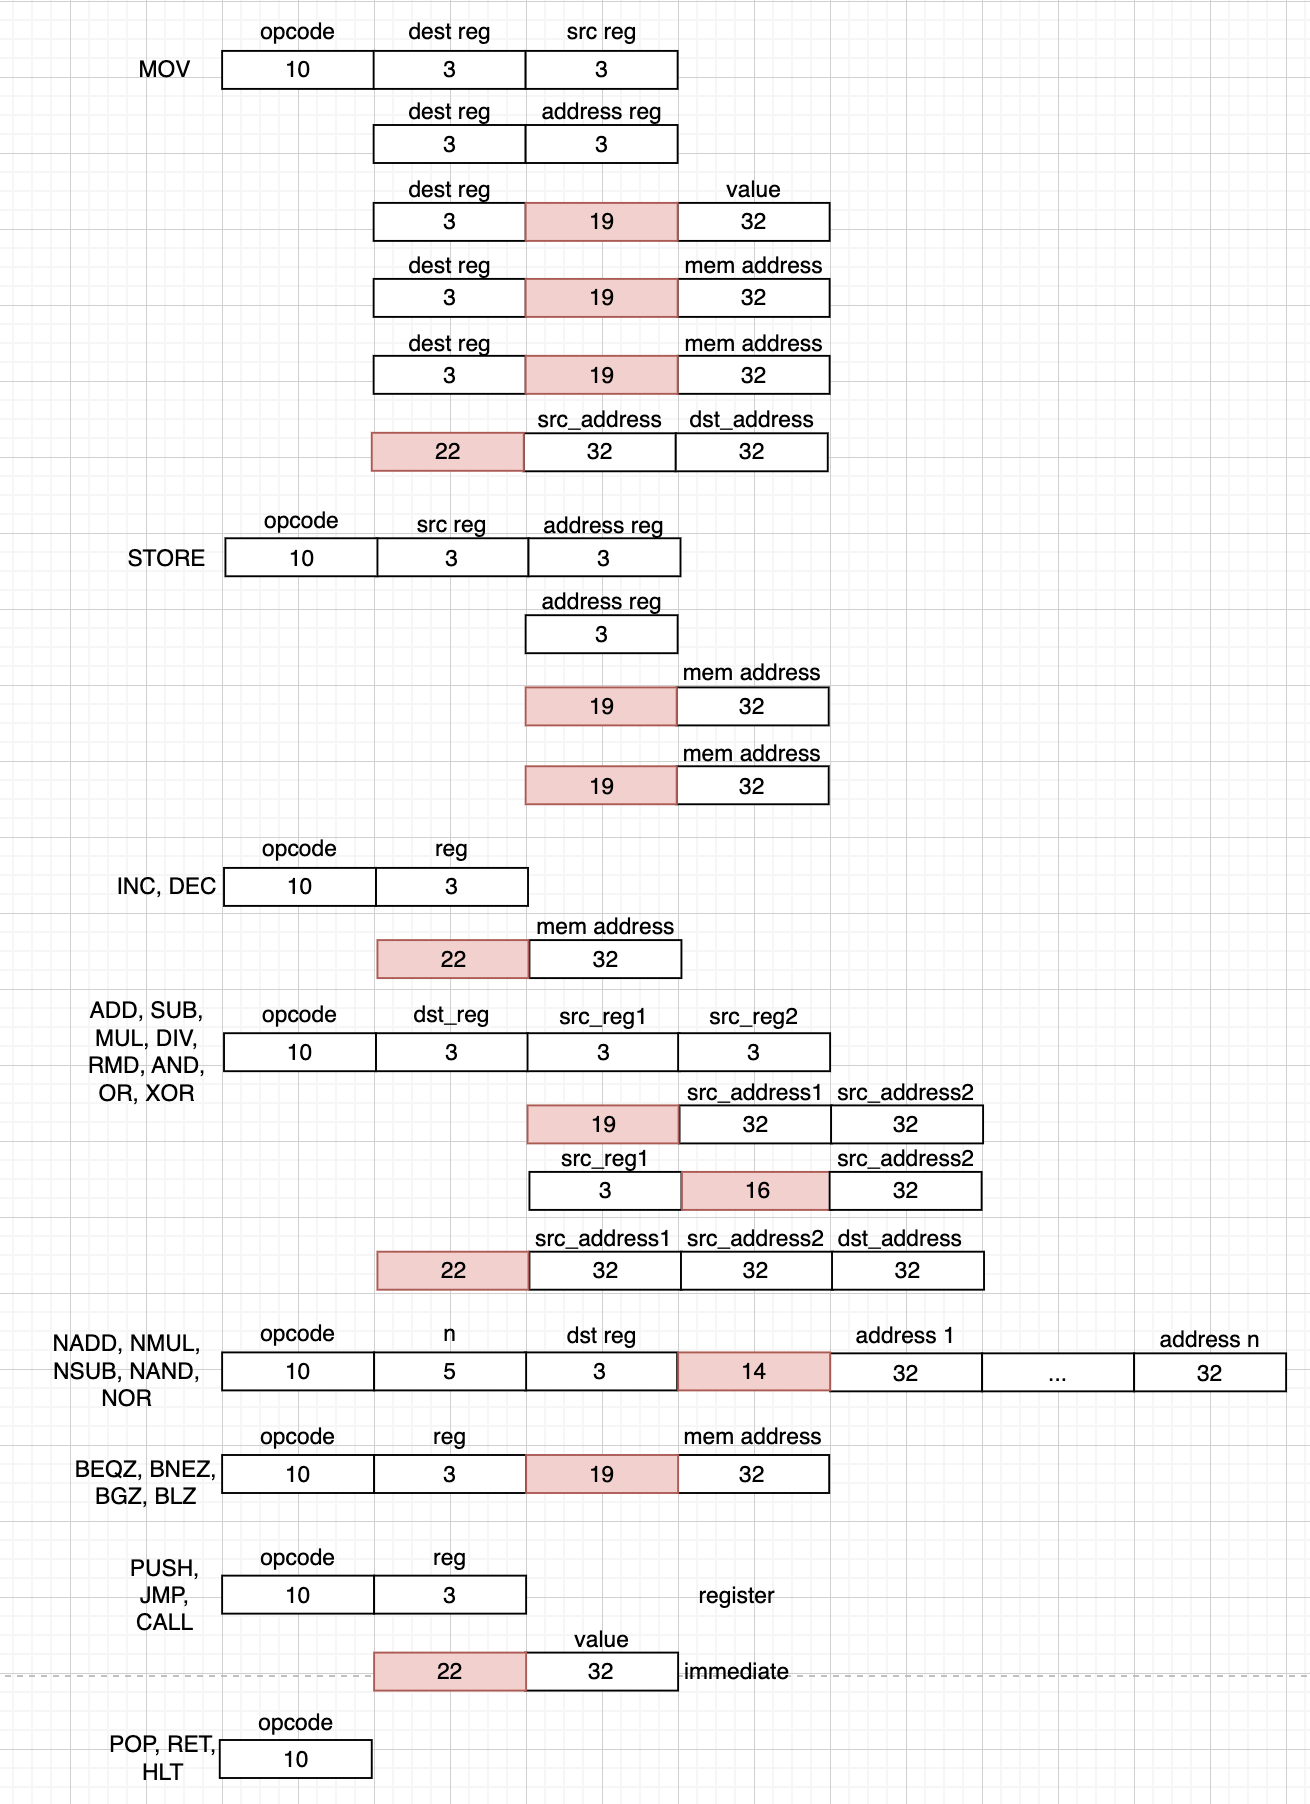 opcode dest reg src reg
MOV 10 3 3
dest reg address reg
3 3
dest reg value
3 19 32
dest reg mem address
3 19 32
dest reg mem address
3 19 32
src_address dst_address
22 32 32
opcode src reg address reg
STORE 10 3 3
address reg
3
mem address
19 32
mem address
19 32
opcode reg
INC, DEC 10 3
mem address
22 32
ADD, SUB,
MUL, DIV,
RMD, AND,
OR, XOR
opcode dst_reg src_reg1 src_reg2
10 3 3 3
src_address1 src_address2
19 32 32
src_reg1 src_address2
3 16 32
src_address1 src_address2 dst_address
22 32 32 32
NADD, NMUL,
NSUB, NAND,
NOR
opcode n dst reg address 1 address n
10 5 3 14 32 ... 32
opcode reg mem address
BEQZ, BNEZ,
BGZ, BLZ
10 3 19 32
PUSH,
JMP,
CALL
opcode reg
10 3 register
value
22 32 immediate
opcode
POP, RET,
HLT
10